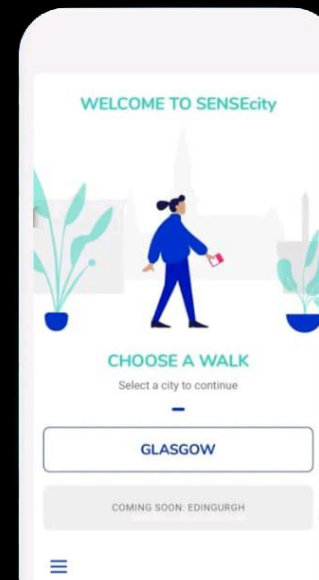 WELCOME TO SENSEcity
CHOOSE A WALK
Select a city to continue
GLASGOW
COMING SOON: EDINGURGH